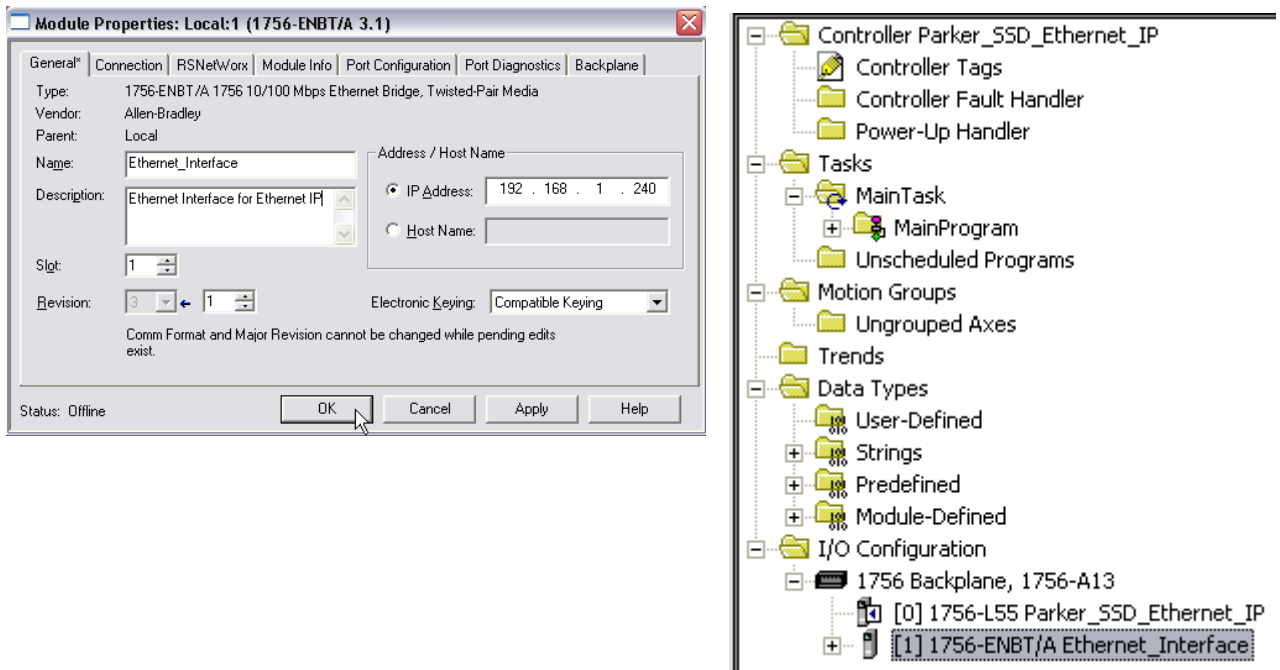 Module Properties: Local:1 (1756-ENBT/A 3.1)
General* Connection RSNetWorx Module Info Port Configuration Port Diagnostics Backplane
Type: 1756-ENBT/A 1756 10/100 Mbps Ethernet Bridge, Twisted-Pair Media
Vendor: Allen-Bradley
Parent: Local
Name: Ethernet_Interface
Description: Ethernet Interface for Ethernet IP
Address / Host Name
IP Address: 192 . 168 . 1 . 240
Host Name:
Slot: 1
Revision: 3 1 Electronic Keying: Compatible Keying
Comm Format and Major Revision cannot be changed while pending edits
exist.
Status: Offline OK Cancel Apply Help
Controller Parker_SSD_Ethernet_IP
Controller Tags
Controller Fault Handler
Power-Up Handler
Tasks
MainTask
MainProgram
Unscheduled Programs
Motion Groups
Ungrouped Axes
Trends
Data Types
User-Defined
Strings
Predefined
Module-Defined
I/O Configuration
1756 Backplane, 1756-A13
[0] 1756-L55 Parker_SSD_Ethernet_IP
[1] 1756-ENBT/A Ethernet_Interface